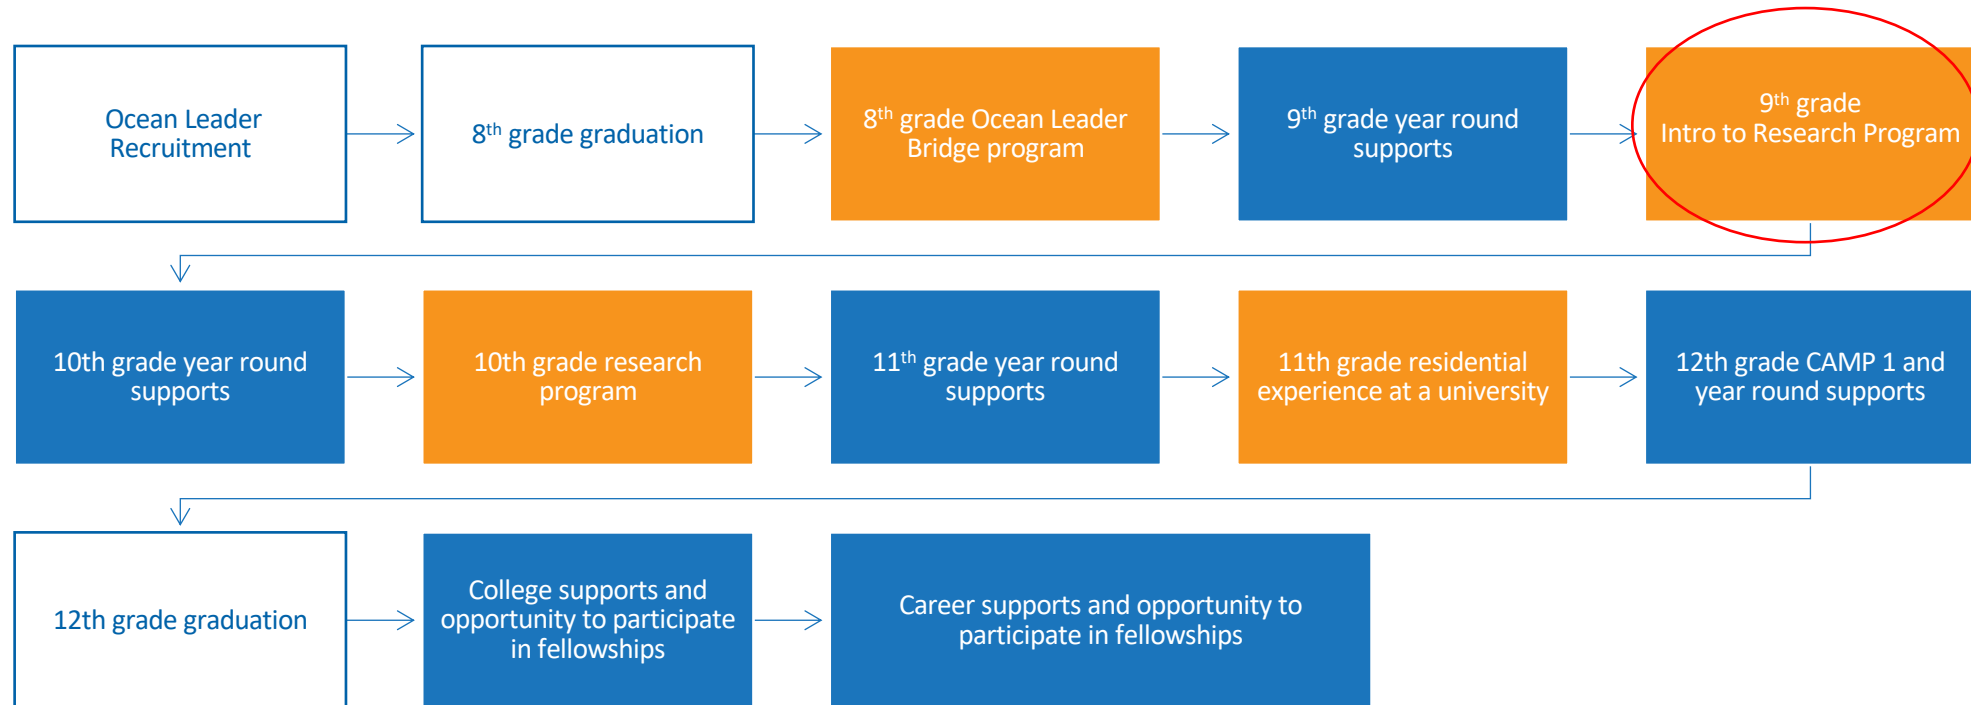 Ocean Leader
Recruitment
8th grade graduation
8th grade Ocean Leader
Bridge program
9th grade year round
supports
9th grade
Intro to Research Program
10th grade year round
supports
10th grade research
program
11th grade year round
supports
11th grade residential
experience at a university
12th grade CAMP 1 and
year round supports
12th grade graduation
College supports and
opportunity to participate
in fellowships
Career supports and opportunity to
participate in fellowships